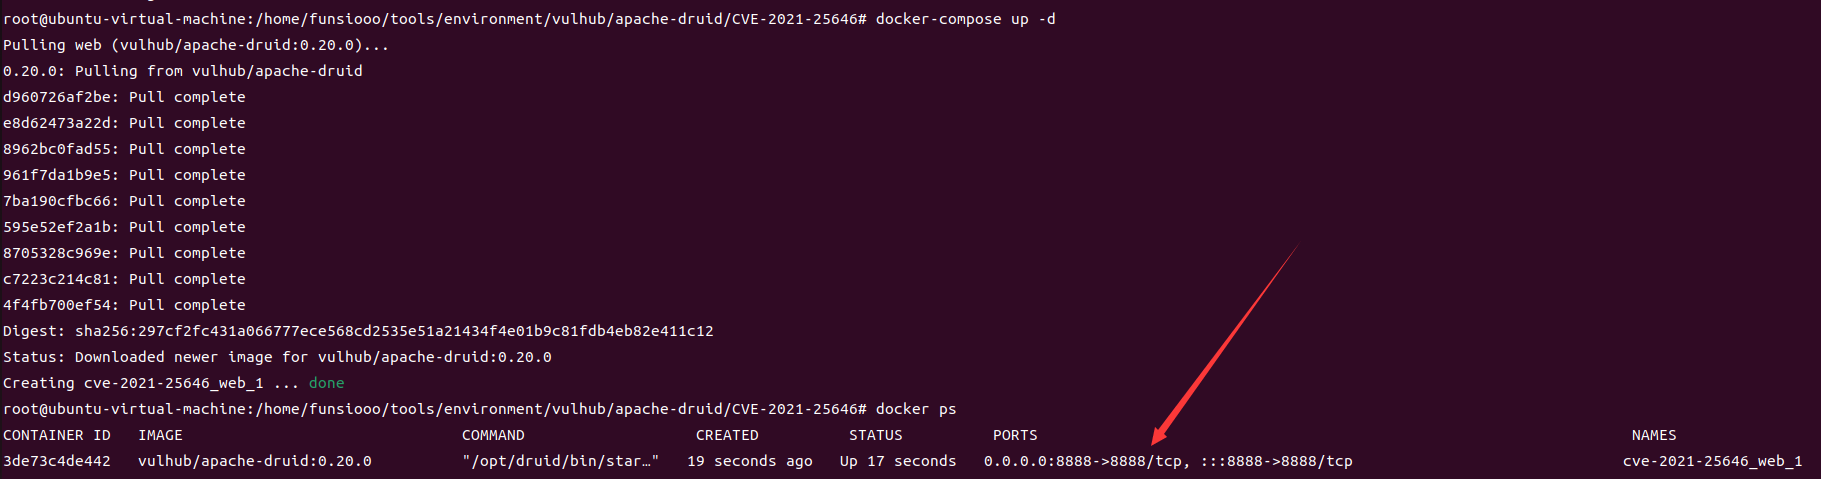 root@ubuntu-virtual-machine:/home/funsiooo/tools/environment/vulhub/apache-druid/CVE-2021-25646# docker-compose up -d
Pulling web (vulhub/apache-druid:0.20.0)...
0.20.0: Pulling from vulhub/apache-druid
d960726af2be: Pull complete
e8d62473a22d: Pull complete
8962bc0fad55: Pull complete
961f7da1b9e5: Pull complete
7ba190cfbc66: Pull complete
595e52ef2a1b: Pull complete
8705328c969e: Pull complete
c7223c214c81: Pull complete
4f4fb700ef54: Pull complete
Digest: sha256:297cf2fc431a066777ece568cd2535e51a21434f4e01b9c81fdb4eb82e411c12
Status: Downloaded newer image for vulhub/apache-druid:0.20.0
Creating cve-2021-25646_web_1 ... done
root@ubuntu-virtual-machine:/home/funsiooo/tools/environment/vulhub/apache-druid/CVE-2021-25646# docker ps
CONTAINER ID   IMAGE                        COMMAND                  CREATED          STATUS          PORTS                                       NAMES
3de73c4de442   vulhub/apache-druid:0.20.0   "/opt/druid/bin/star…"   19 seconds ago   Up 17 seconds   0.0.0.0:8888->8888/tcp, :::8888->8888/tcp   cve-2021-25646_web_1